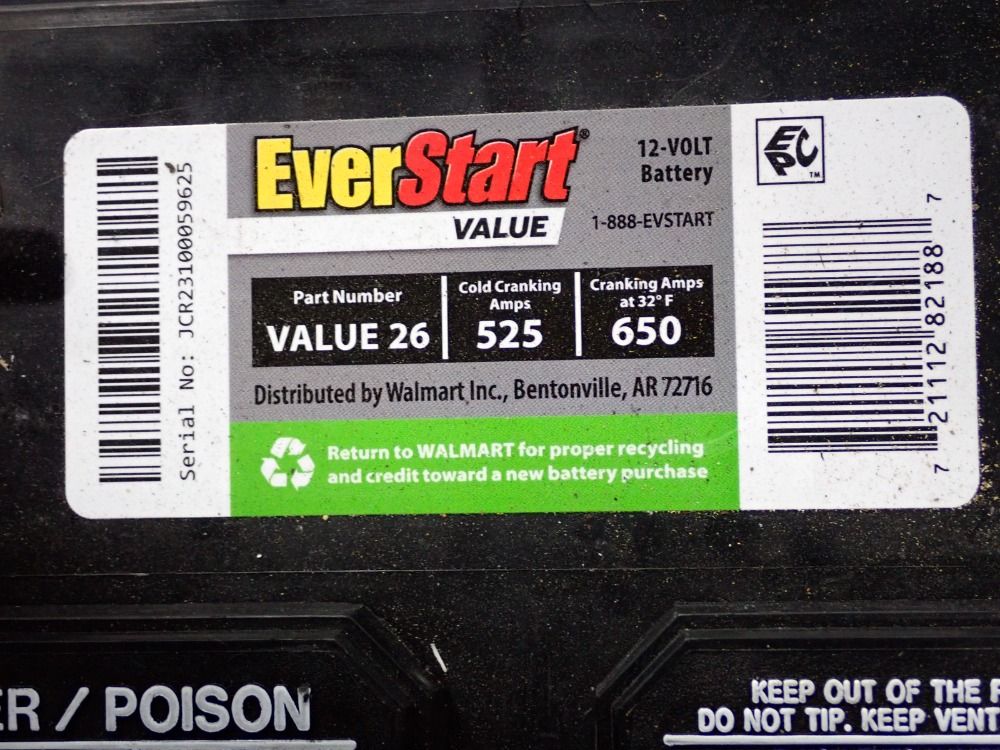 Serial No: JCR23100059625
EverStart®
VALUE
12-VOLT
Battery
1-888-EVSTART
Part Number
VALUE 26
Cold Cranking
Amps
525
Cranking Amps
at 32° F
650
Distributed by Walmart Inc., Bentonville, AR 72716
Return to WALMART for proper recycling
and credit toward a new battery purchase
EPC
TM
7 21112 82188 7
ER / POISON
KEEP OUT OF THE
DO NOT TIP. KEEP VENT